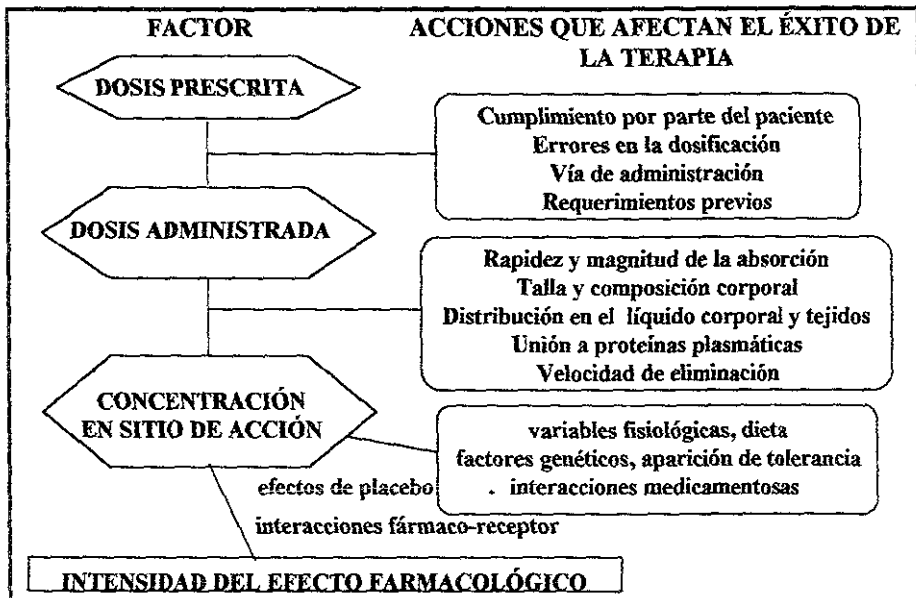 FACTOR
ACCIONES QUE AFECTAN EL ÉXITO DE
LA TERAPIA
DOSIS PRESCRITA
Cumplimiento por parte del paciente
Errores en la dosificación
Vía de administración
Requerimientos previos
DOSIS ADMINISTRADA
Rapidez y magnitud de la absorción
Talla y composición corporal
Distribución en el líquido corporal y tejidos
Unión a proteínas plasmáticas
Velocidad de eliminación
CONCENTRACIÓN
EN SITIO DE ACCIÓN
variables fisiológicas, dieta
factores genéticos, aparición de tolerancia
. interacciones medicamentosas
efectos de placebo
interacciones fármaco-receptor
INTENSIDAD DEL EFECTO FARMACOLÓGICO